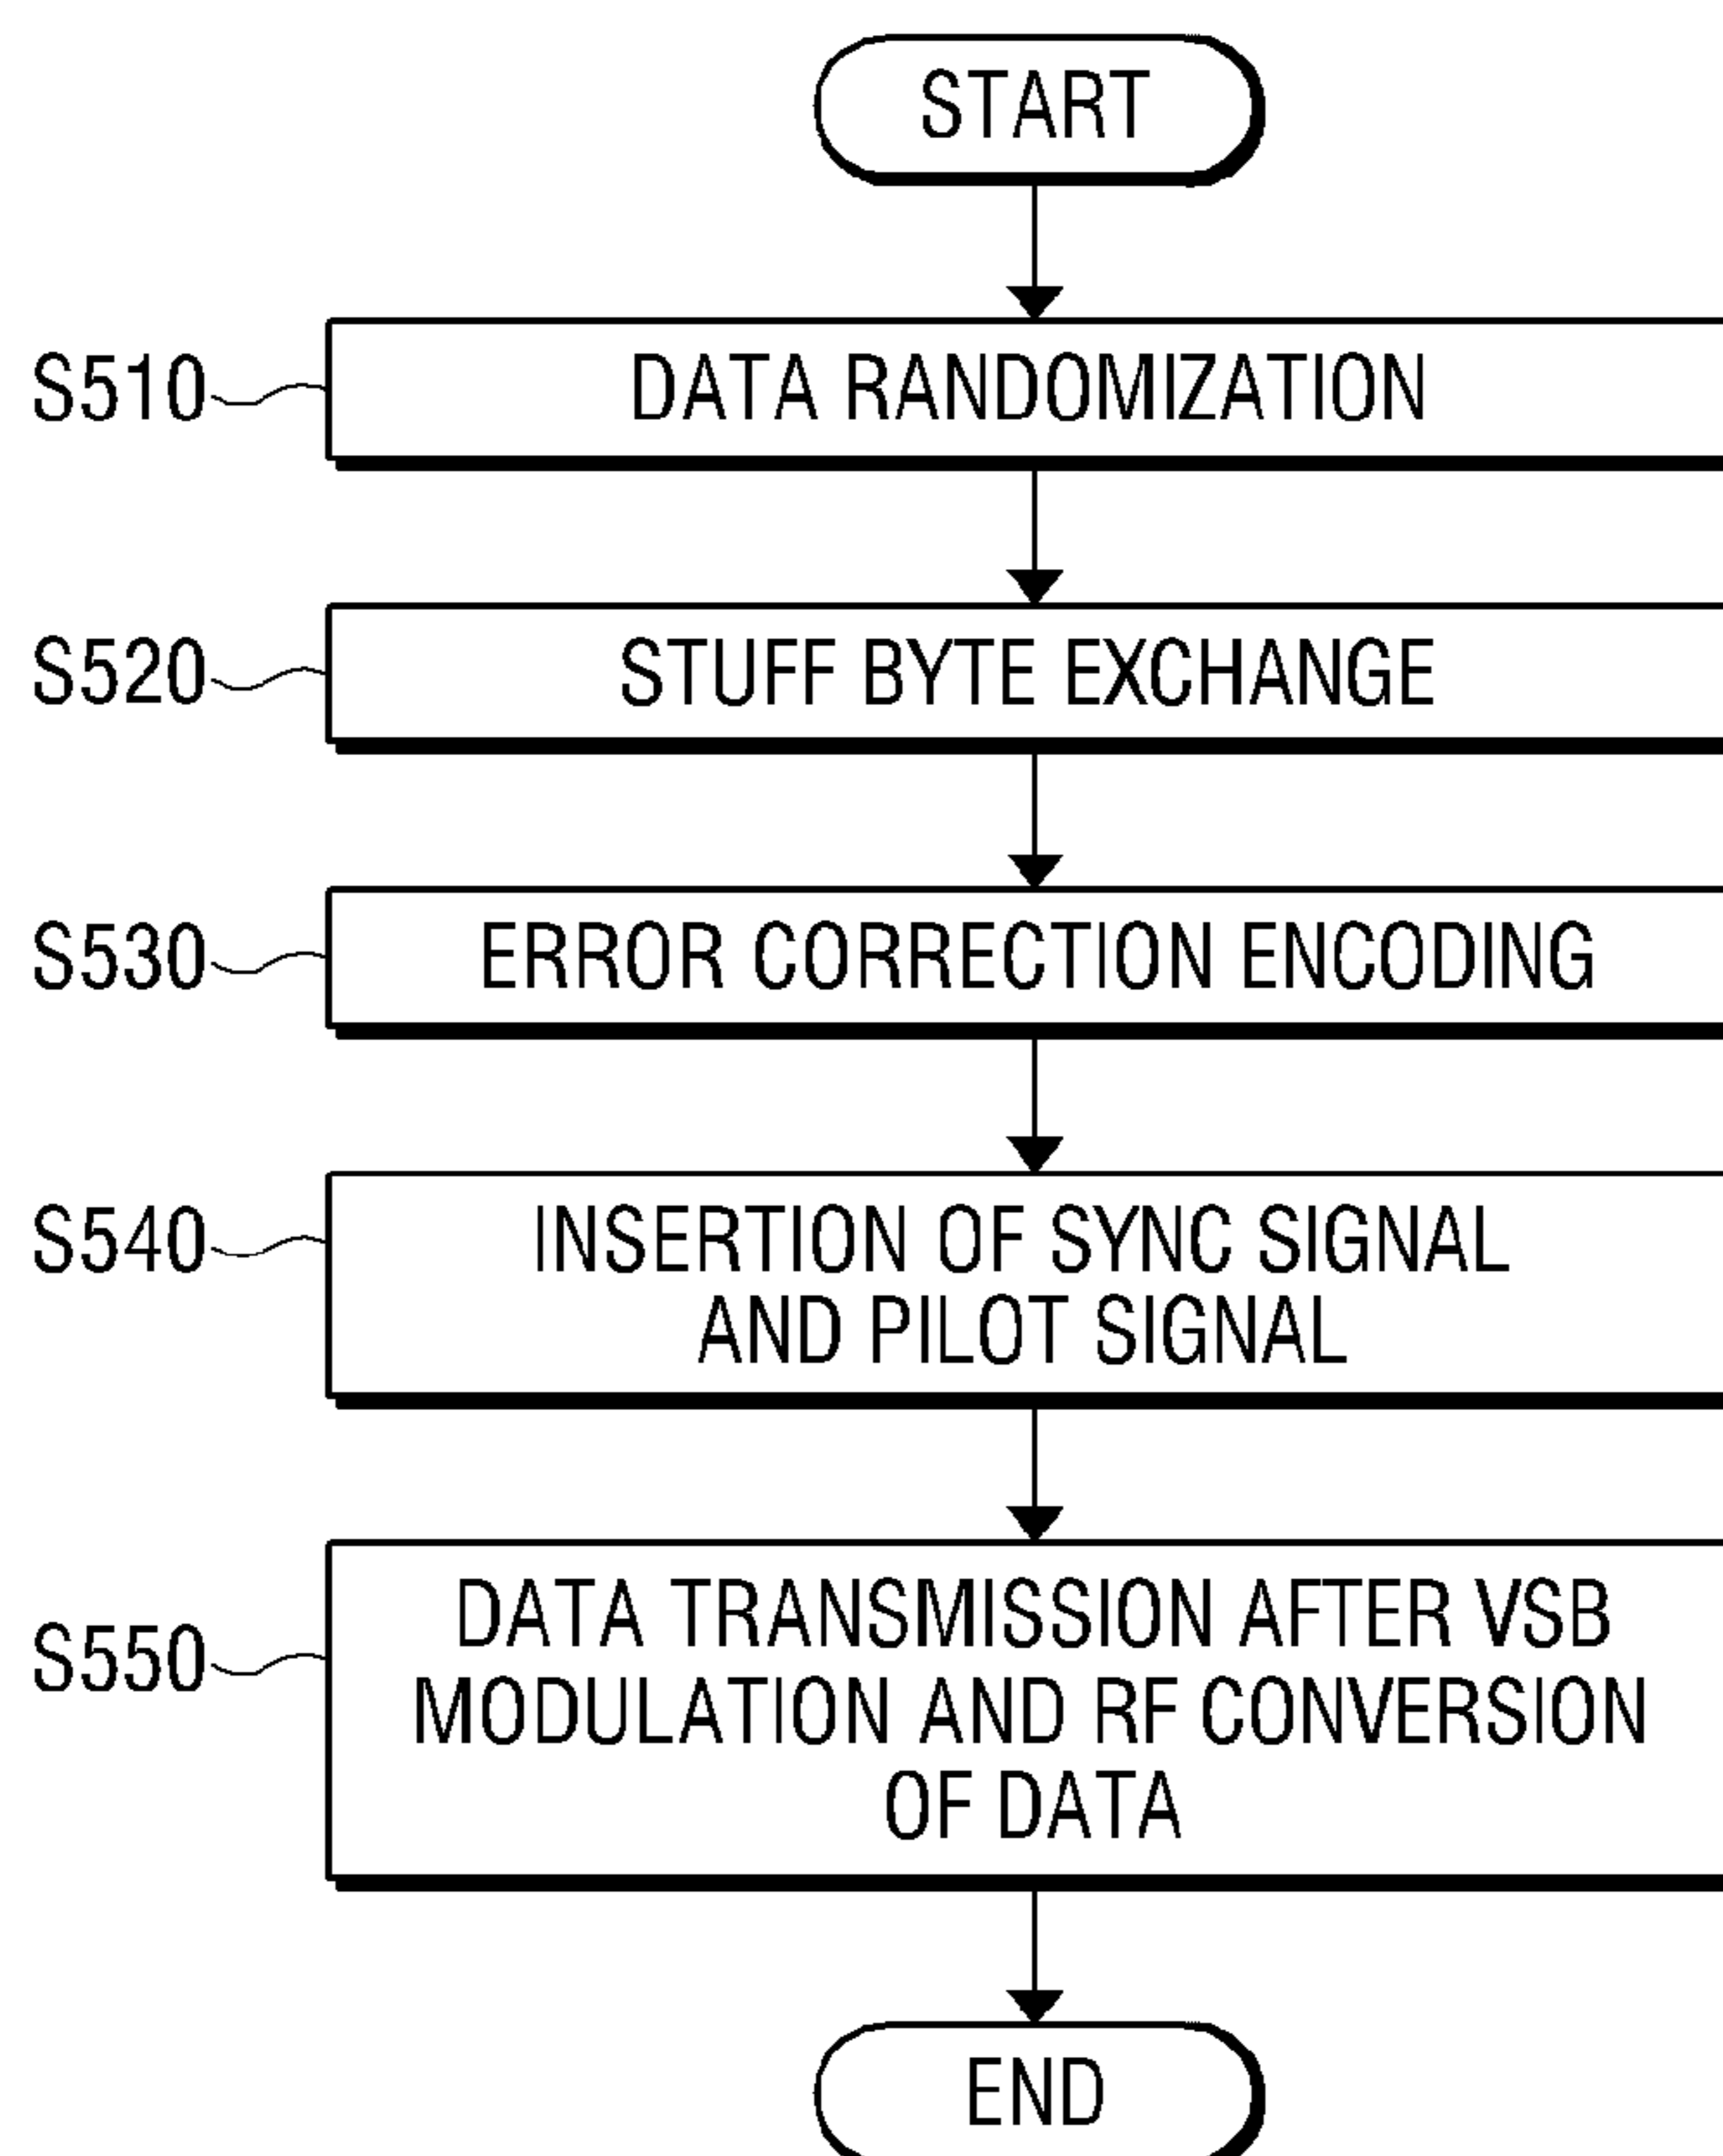 START
S510
DATA RANDOMIZATION
S520
STUFF BYTE EXCHANGE
S530
ERROR CORRECTION ENCODING
S540
INSERTION OF SYNC SIGNAL
AND PILOT SIGNAL
S550
DATA TRANSMISSION AFTER VSB
MODULATION AND RF CONVERSION
OF DATA
END